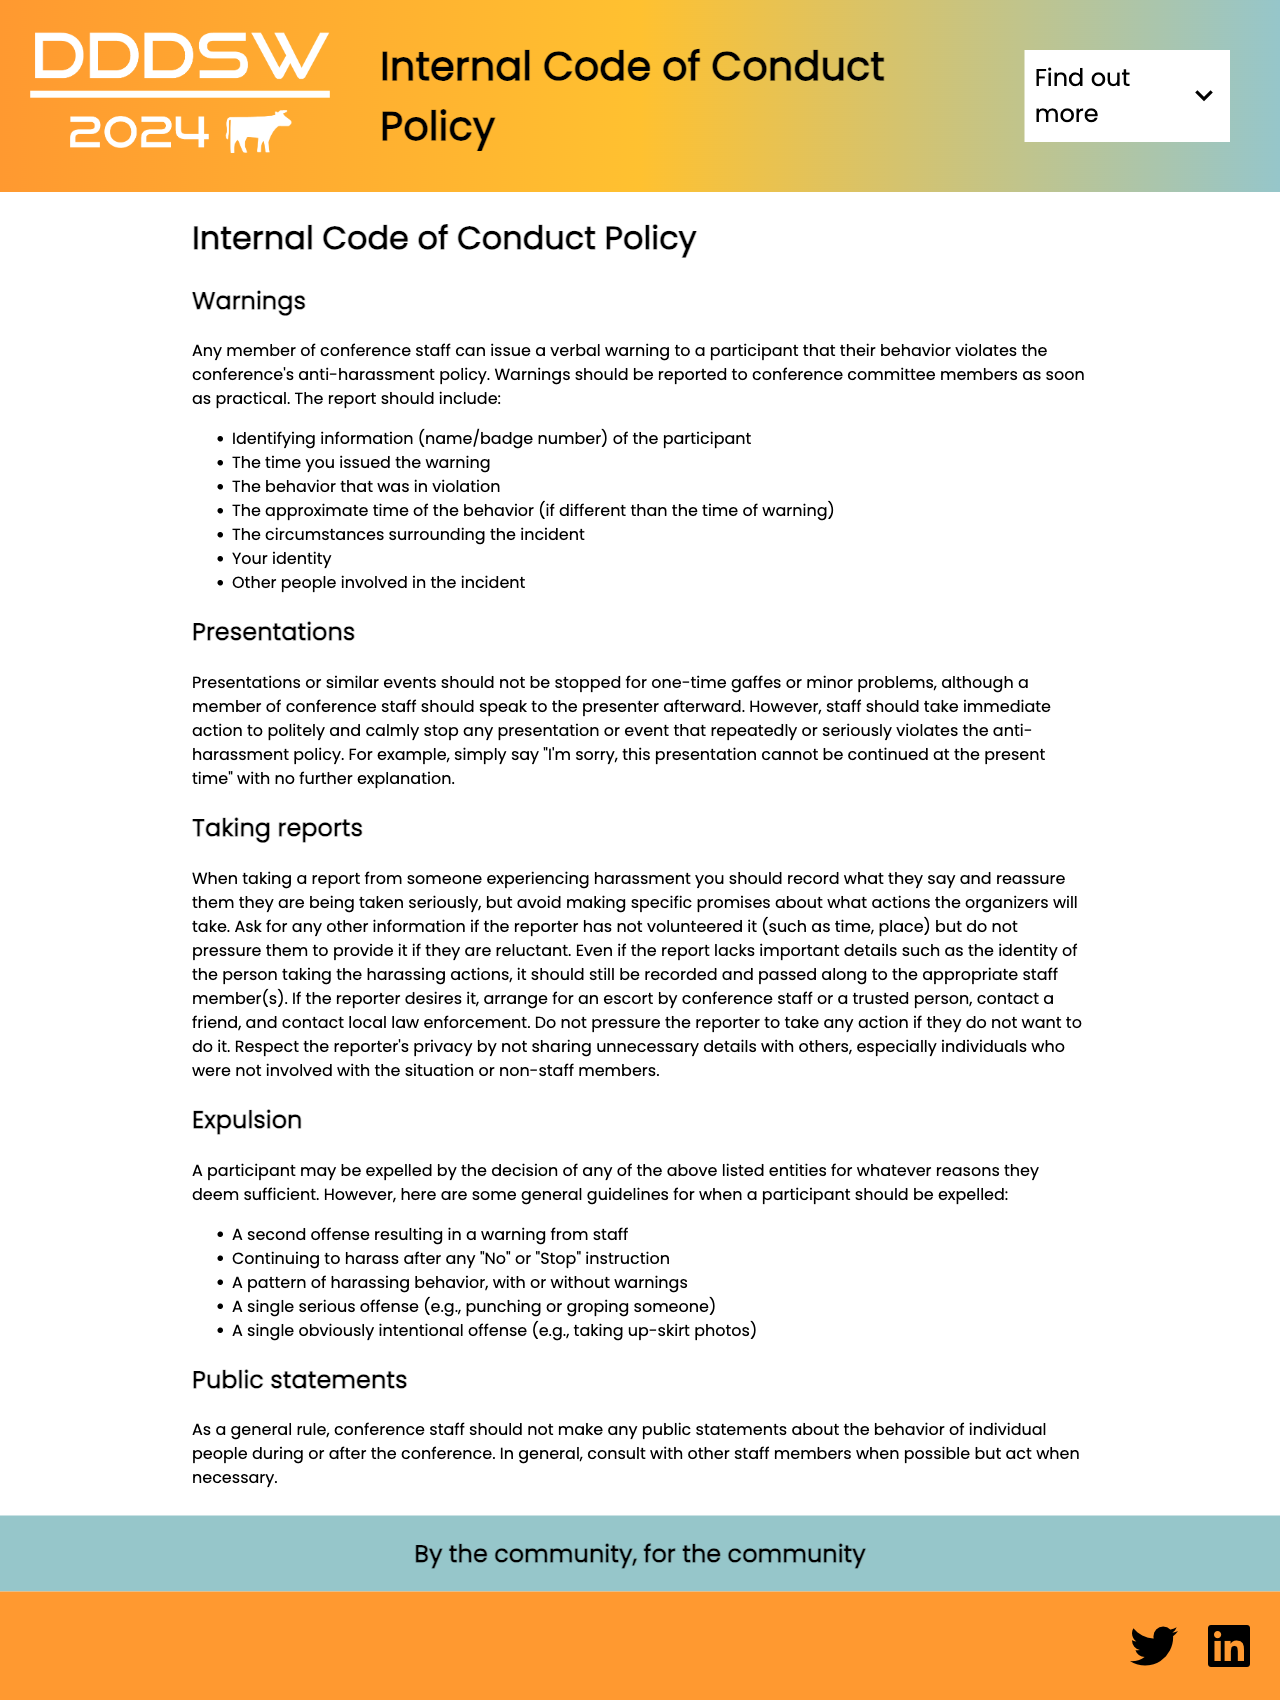 DDDSW
2024
Internal Code of Conduct
Policy
Find out
more
Internal Code of Conduct Policy
Warnings
Any member of conference staff can issue a verbal warning to a participant that their behavior violates the
conference's anti-harassment policy. Warnings should be reported to conference committee members as soon
as practical. The report should include:
• Identifying information (name/badge number) of the participant
• The time you issued the warning
• The behavior that was in violation
• The approximate time of the behavior (if different than the time of warning)
• The circumstances surrounding the incident
• Your identity
• Other people involved in the incident
Presentations
Presentations or similar events should not be stopped for one-time gaffes or minor problems, although a
member of conference staff should speak to the presenter afterward. However, staff should take immediate
action to politely and calmly stop any presentation or event that repeatedly or seriously violates the anti-
harassment policy. For example, simply say "I'm sorry, this presentation cannot be continued at the present
time" with no further explanation.
Taking reports
When taking a report from someone experiencing harassment you should record what they say and reassure
them they are being taken seriously, but avoid making specific promises about what actions the organizers will
take. Ask for any other information if the reporter has not volunteered it (such as time, place) but do not
pressure them to provide it if they are reluctant. Even if the report lacks important details such as the identity of
the person taking the harassing actions, it should still be recorded and passed along to the appropriate staff
member(s). If the reporter desires it, arrange for an escort by conference staff or a trusted person, contact a
friend, and contact local law enforcement. Do not pressure the reporter to take any action if they do not want to
do it. Respect the reporter's privacy by not sharing unnecessary details with others, especially individuals who
were not involved with the situation or non-staff members.
Expulsion
A participant may be expelled by the decision of any of the above listed entities for whatever reasons they
deem sufficient. However, here are some general guidelines for when a participant should be expelled:
• A second offense resulting in a warning from staff
• Continuing to harass after any "No" or "Stop" instruction
• A pattern of harassing behavior, with or without warnings
• A single serious offense (e.g., punching or groping someone)
• A single obviously intentional offense (e.g., taking up-skirt photos)
Public statements
As a general rule, conference staff should not make any public statements about the behavior of individual
people during or after the conference. In general, consult with other staff members when possible but act when
necessary.
By the community, for the community